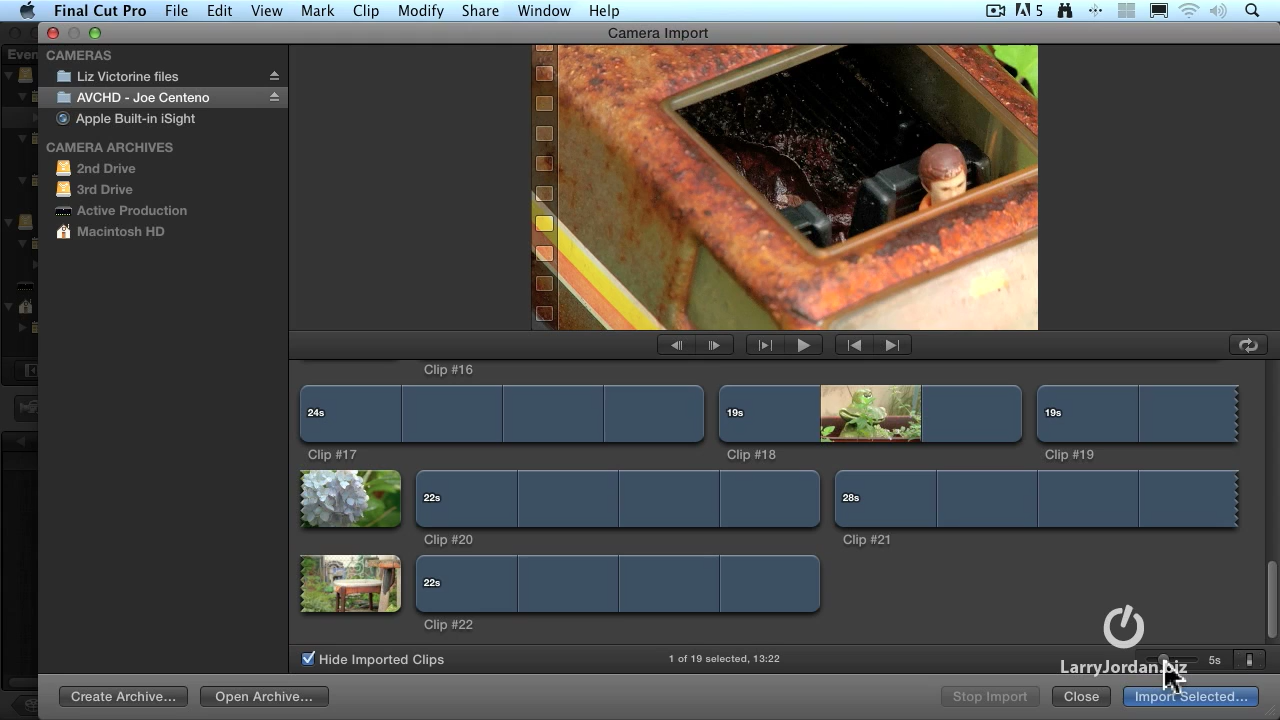 Final Cut Pro File Edit View Mark Clip Modify Share Window Help 5
Camera Import
Even
CAMERAS
Liz Victorine files
AVCHD - Joe Centeno
Apple Built-in iSight
CAMERA ARCHIVES
2nd Drive
3rd Drive
Active Production
Macintosh HD
Clip #16
24s
19s
19s
Clip #17
Clip #18
Clip #19
22s
28s
Clip #20
Clip #21
22s
Clip #22
Hide Imported Clips
1 of 19 selected, 13:22
5s
LarryJordan.biz
Create Archive...
Open Archive...
Stop Import
Close
Import Selected...